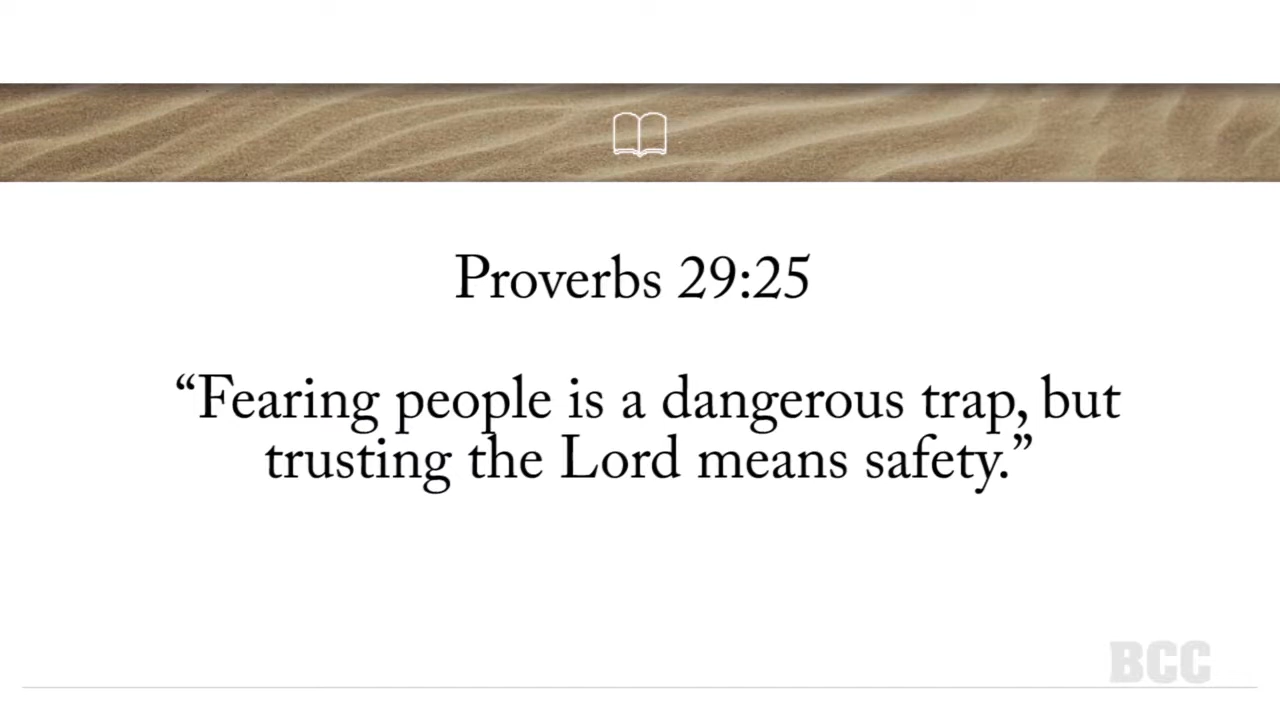 Proverbs 29:25
“Fearing people is a dangerous trap, but
trusting the Lord means safety.”
BCC